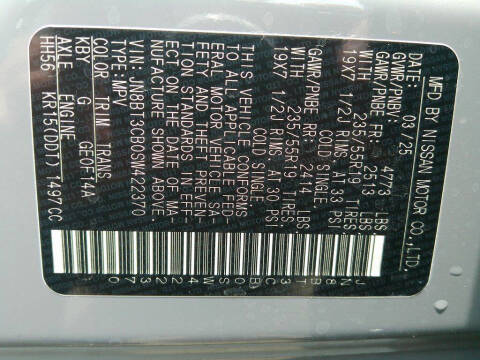 MFD BY NISSAN MOTOR CO.,LTD.
DATE: 03/25
GVWR/PNBV: 4773 LBS
GAWR/PNBE FR: 2513 LBS
WITH 235/55R19 TIRES
19X7 1/2J RIMS AT 33 PSI
COLD SINGLE
GAWR/PNBE RR: 2414 LBS
WITH 235/55R19 TIRES
19X7 1/2J RIMS AT 30 PSI
COLD SINGLE
THIS VEHICLE CONFORMS
TO ALL APPLICABLE FED-
ERAL MOTOR VEHICLE SA-
FETY AND THEFT PREVEN-
TION STANDARDS IN EFF-
ECT ON THE DATE OF MA-
NUFACTURE SHOWN ABOVE
VIN: JN8BT3CB0SW422370
TYPE: MPV
COLOR TRIM TRANS
KBY G GE0F14A
AXLE ENGINE
HH56 KR15(DDT) 1497CC
JN8BT3CB0SW422370